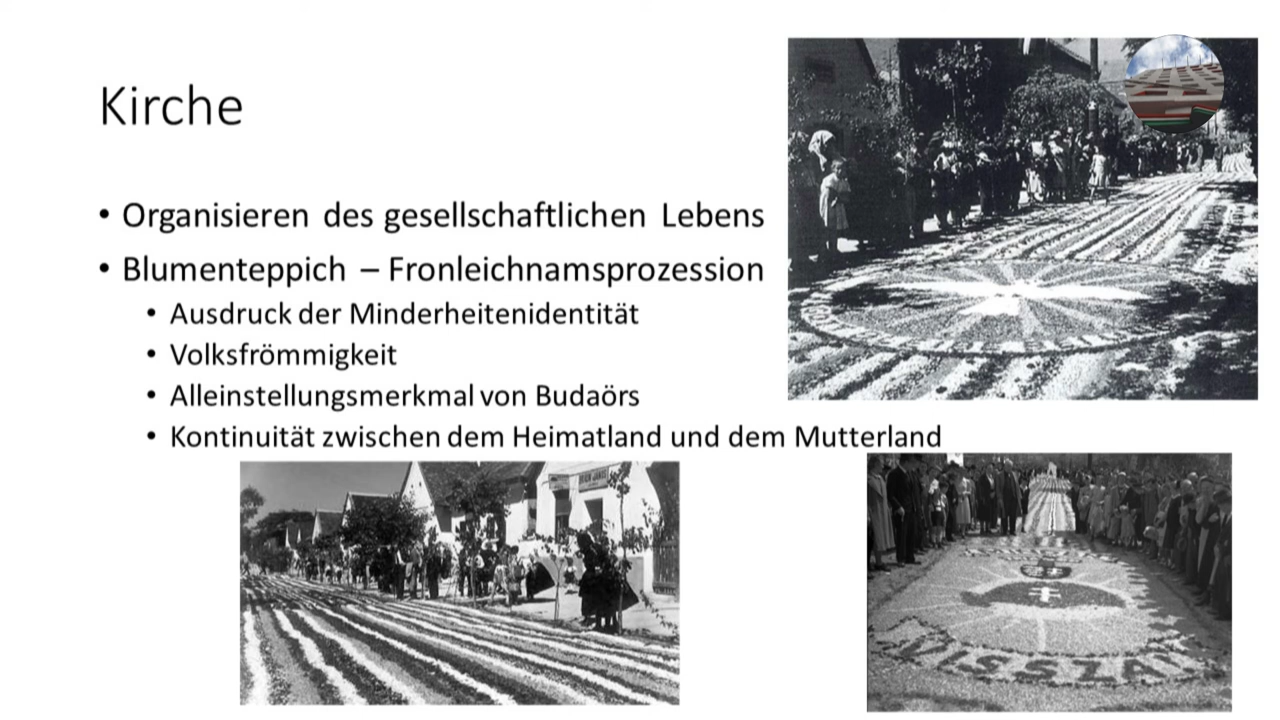 Kirche
• Organisieren des gesellschaftlichen Lebens
• Blumenteppich – Fronleichnamsprozession
• Ausdruck der Minderheitenidentität
• Volksfrömmigkeit
• Alleinstellungsmerkmal von Budaörs
• Kontinuität zwischen dem Heimatland und dem Mutterland